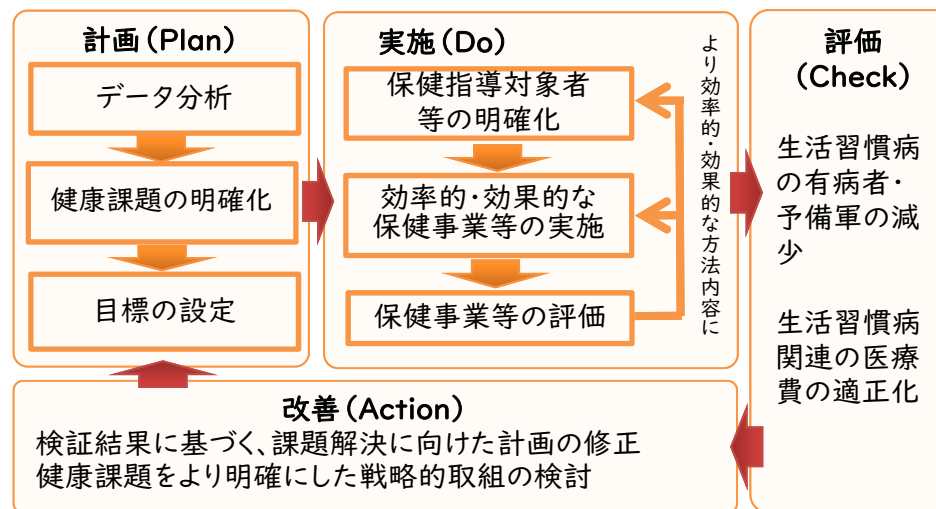 計画(Plan)
データ分析
健康課題の明確化
目標の設定
実施(Do)
保健指導対象者
等の明確化
効率的・効果的な
保健事業等の実施
保健事業等の評価
より効率的・効果的な方法内容に
評価
(Check)
生活習慣病
の有病者・
予備軍の減
少
生活習慣病
関連の医療
費の適正化
改善(Action)
検証結果に基づく、課題解決に向けた計画の修正
健康課題をより明確にした戦略的取組の検討